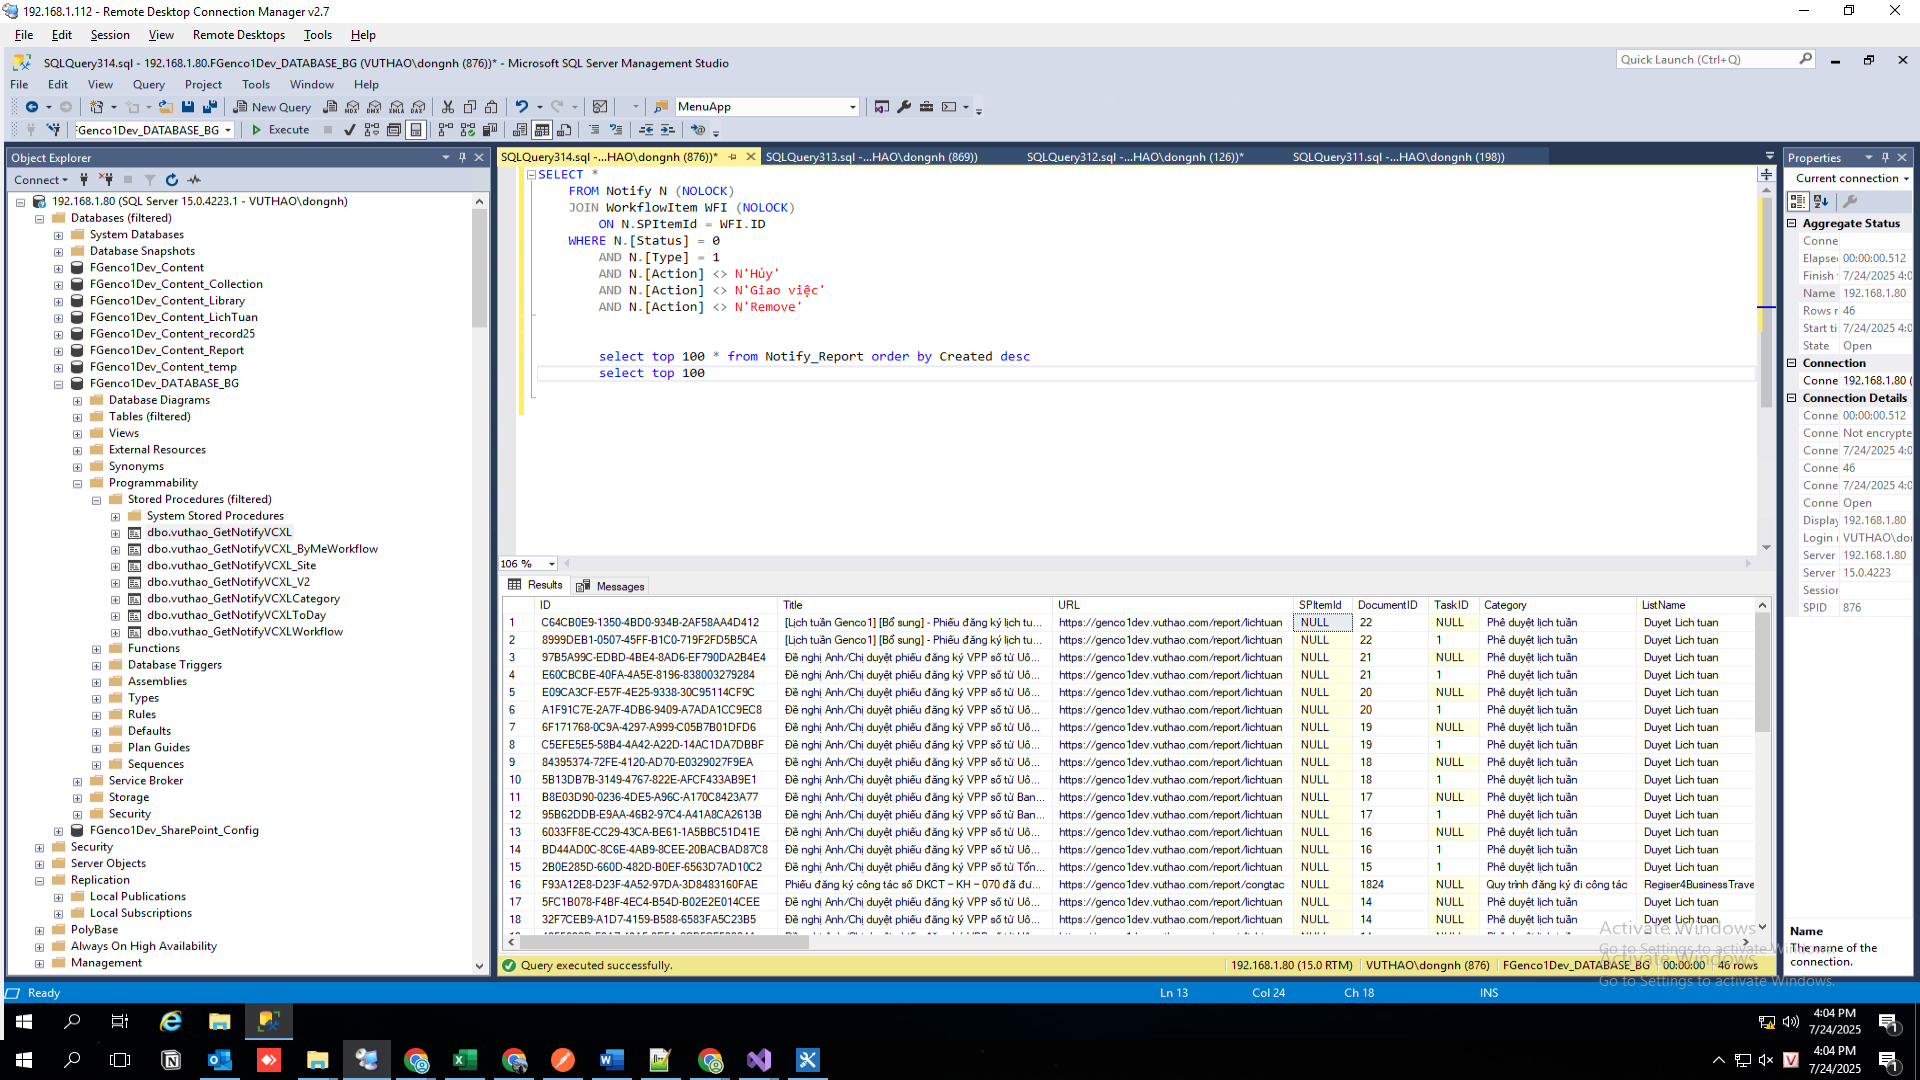 192.168.1.112 - Remote Desktop Connection Manager v2.7
File Edit Session View Remote Desktops Tools Help
SQLQuery314.sql - 192.168.1.80.FGenco1Dev_DATABASE_BG (VUTHAO\dongnh (876))* - Microsoft SQL Server Management Studio
Quick Launch (Ctrl+Q)
File Edit View Query Project Tools Window Help
New Query
MenuApp
Genco1Dev_DATABASE_BG
Execute
Object Explorer
Connect
192.168.1.80 (SQL Server 15.0.4223.1 - VUTHAO\dongnh)
Databases (filtered)
System Databases
Database Snapshots
FGenco1Dev_Content
FGenco1Dev_Content_Collection
FGenco1Dev_Content_Library
FGenco1Dev_Content_LichTuan
FGenco1Dev_Content_record25
FGenco1Dev_Content_Report
FGenco1Dev_Content_temp
FGenco1Dev_DATABASE_BG
Database Diagrams
Tables (filtered)
Views
External Resources
Synonyms
Programmability
Stored Procedures (filtered)
System Stored Procedures
dbo.vuthao_GetNotifyVCXL
dbo.vuthao_GetNotifyVCXL_ByMeWorkflow
dbo.vuthao_GetNotifyVCXL_Site
dbo.vuthao_GetNotifyVCXL_V2
dbo.vuthao_GetNotifyVCXLCategory
dbo.vuthao_GetNotifyVCXLToDay
dbo.vuthao_GetNotifyVCXLWorkflow
Functions
Database Triggers
Assemblies
Types
Rules
Defaults
Plan Guides
Sequences
Service Broker
Storage
Security
FGenco1Dev_SharePoint_Config
Security
Server Objects
Replication
Local Publications
Local Subscriptions
PolyBase
Always On High Availability
Management
SQLQuery314.sql -...HAO\dongnh (876))* SQLQuery313.sql -...HAO\dongnh (869)) SQLQuery312.sql -...HAO\dongnh (126))* SQLQuery311.sql -...HAO\dongnh (198))
SELECT *
FROM Notify N (NOLOCK)
JOIN WorkflowItem WFI (NOLOCK)
ON N.SPItemId = WFI.ID
WHERE N.[Status] = 0
AND N.[Type] = 1
AND N.[Action] <> N'Hủy'
AND N.[Action] <> N'Giao việc'
AND N.[Action] <> N'Remove'
select top 100 * from Notify_Report order by Created desc
select top 100
106 %
Results Messages
ID Title URL SPItemId DocumentID TaskID Category ListName
1 C64CB0E9-1350-4BD0-934B-2AF58AA4D412 [Lịch tuần Genco1] [Bổ sung] - Phiếu đăng ký lịch tu... https://genco1dev.vuthao.com/report/lichtuan NULL 22 NULL Phê duyệt lịch tuần Duyet Lich tuan
2 8999DEB1-0507-45FF-B1C0-719F2FD5B5CA [Lịch tuần Genco1] [Bổ sung] - Phiếu đăng ký lịch tu... https://genco1dev.vuthao.com/report/lichtuan NULL 22 1 Phê duyệt lịch tuần Duyet Lich tuan
3 97B5A99C-EDBD-4BE4-8AD6-EF790DA2B4E4 Đề nghị Anh/Chị duyệt phiếu đăng ký VPP số từ Uô... https://genco1dev.vuthao.com/report/lichtuan NULL 21 NULL Phê duyệt lịch tuần Duyet Lich tuan
4 E60CBCBE-40FA-4A5E-8196-838003279284 Đề nghị Anh/Chị duyệt phiếu đăng ký VPP số từ Uô... https://genco1dev.vuthao.com/report/lichtuan NULL 21 1 Phê duyệt lịch tuần Duyet Lich tuan
5 E09CA3CF-E57F-4E25-9338-30C95114CF9C Đề nghị Anh/Chị duyệt phiếu đăng ký VPP số từ Uô... https://genco1dev.vuthao.com/report/lichtuan NULL 20 NULL Phê duyệt lịch tuần Duyet Lich tuan
6 A1F91C7E-2A7F-4DB6-9409-A7ADA1CC9EC8 Đề nghị Anh/Chị duyệt phiếu đăng ký VPP số từ Uô... https://genco1dev.vuthao.com/report/lichtuan NULL 20 1 Phê duyệt lịch tuần Duyet Lich tuan
7 6F171768-0C9A-4297-A999-C05B7B01DFD6 Đề nghị Anh/Chị duyệt phiếu đăng ký VPP số từ Uô... https://genco1dev.vuthao.com/report/lichtuan NULL 19 NULL Phê duyệt lịch tuần Duyet Lich tuan
8 C5EFE5E5-58B4-4A42-A22D-14AC1DA7DBBF Đề nghị Anh/Chị duyệt phiếu đăng ký VPP số từ Uô... https://genco1dev.vuthao.com/report/lichtuan NULL 19 1 Phê duyệt lịch tuần Duyet Lich tuan
9 84395374-72FE-4120-AD70-E0329027F9EA Đề nghị Anh/Chị duyệt phiếu đăng ký VPP số từ Uô... https://genco1dev.vuthao.com/report/lichtuan NULL 18 NULL Phê duyệt lịch tuần Duyet Lich tuan
10 5B13DB7B-3149-4767-822E-AFCF433AB9E1 Đề nghị Anh/Chị duyệt phiếu đăng ký VPP số từ Uô... https://genco1dev.vuthao.com/report/lichtuan NULL 18 1 Phê duyệt lịch tuần Duyet Lich tuan
11 B8E03D90-0236-4DE5-A96C-A170C8423A77 Đề nghị Anh/Chị duyệt phiếu đăng ký VPP số từ Ban... https://genco1dev.vuthao.com/report/lichtuan NULL 17 NULL Phê duyệt lịch tuần Duyet Lich tuan
12 95B62DDB-E9AA-46B2-97C4-A41A8CA2613B Đề nghị Anh/Chị duyệt phiếu đăng ký VPP số từ Ban... https://genco1dev.vuthao.com/report/lichtuan NULL 17 1 Phê duyệt lịch tuần Duyet Lich tuan
13 6033FF8E-CC29-43CA-BE61-1A5BBC51D41E Đề nghị Anh/Chị duyệt phiếu đăng ký VPP số từ Uô... https://genco1dev.vuthao.com/report/lichtuan NULL 16 NULL Phê duyệt lịch tuần Duyet Lich tuan
14 BD44AD0C-8C6E-4AB9-8CEE-20BACBAD87C8 Đề nghị Anh/Chị duyệt phiếu đăng ký VPP số từ Uô... https://genco1dev.vuthao.com/report/lichtuan NULL 16 1 Phê duyệt lịch tuần Duyet Lich tuan
15 2B0E285D-660D-482D-B0EF-6563D7AD10C2 Đề nghị Anh/Chị duyệt phiếu đăng ký VPP số từ Tổn... https://genco1dev.vuthao.com/report/lichtuan NULL 15 1 Phê duyệt lịch tuần Duyet Lich tuan
16 F93A12E8-D23F-4A52-97DA-3D8483160FAE Phiếu đăng ký công tác số DKCT – KH – 070 đã đư... https://genco1dev.vuthao.com/report/congtac NULL 1824 NULL Quy trình đăng ký đi công tác Regiser4BusinessTrave
17 5FC1B078-F4BF-4EC4-B54D-B02E2E014CEE Đề nghị Anh/Chị duyệt phiếu đăng ký VPP số từ Uô... https://genco1dev.vuthao.com/report/lichtuan NULL 14 NULL Phê duyệt lịch tuần Duyet Lich tuan
18 32F7CEB9-A1D7-4159-B588-6583FA5C23B5 Đề nghị Anh/Chị duyệt phiếu đăng ký VPP số từ Uô... https://genco1dev.vuthao.com/report/lichtuan NULL 14 1 Phê duyệt lịch tuần Duyet Lich tuan
Query executed successfully.
192.168.1.80 (15.0 RTM) VUTHAO\dongnh (876) FGenco1Dev_DATABASE_BG 00:00:00 46 rows
Properties
Current connection
Aggregate Status
Conne
Elapse 00:00:00.512
Finish 7/24/2025 4:0
Name 192.168.1.80
Rows r 46
Start ti 7/24/2025 4:0
State Open
Connection
Conne 192.168.1.80 (
Connection Details
Conne 00:00:00.512
Conne Not encrypte
Conne 7/24/2025 4:0
Conne 46
Conne 7/24/2025 4:0
Conne Open
Display 192.168.1.80
Login VUTHAO\do
Server 192.168.1.80
Server 15.0.4223
Session
SPID 876
Name
The name of the
connection.
Activate Windows
Go to Settings to activate Windows.
Activate Windows
Go to Settings to activate Windows.
Ready
Ln 13 Col 24 Ch 18 INS
4:04 PM
7/24/2025
1
4:04 PM
7/24/2025
1